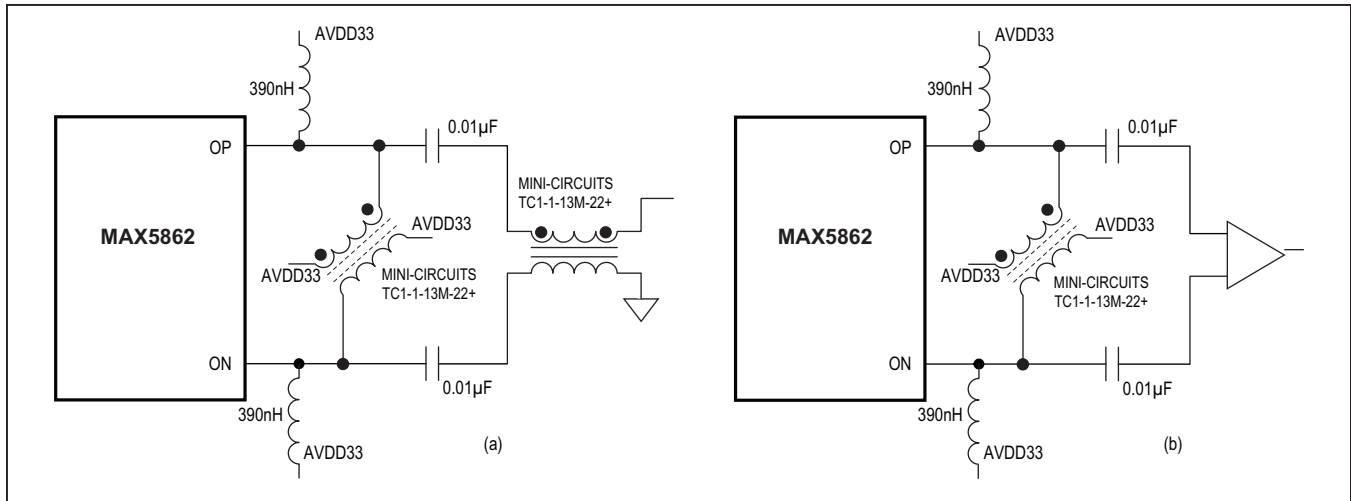 AVDD33
390nH
0.01µF
OP
MINI-CIRCUITS
TC1-1-13M-22+
AVDD33
MAX5862
AVDD33
MINI-CIRCUITS
TC1-1-13M-22+
ON
0.01µF
390nH
AVDD33
(a)
AVDD33
390nH
0.01µF
OP
AVDD33
MAX5862
AVDD33
MINI-CIRCUITS
TC1-1-13M-22+
ON
0.01µF
390nH
AVDD33
(b)